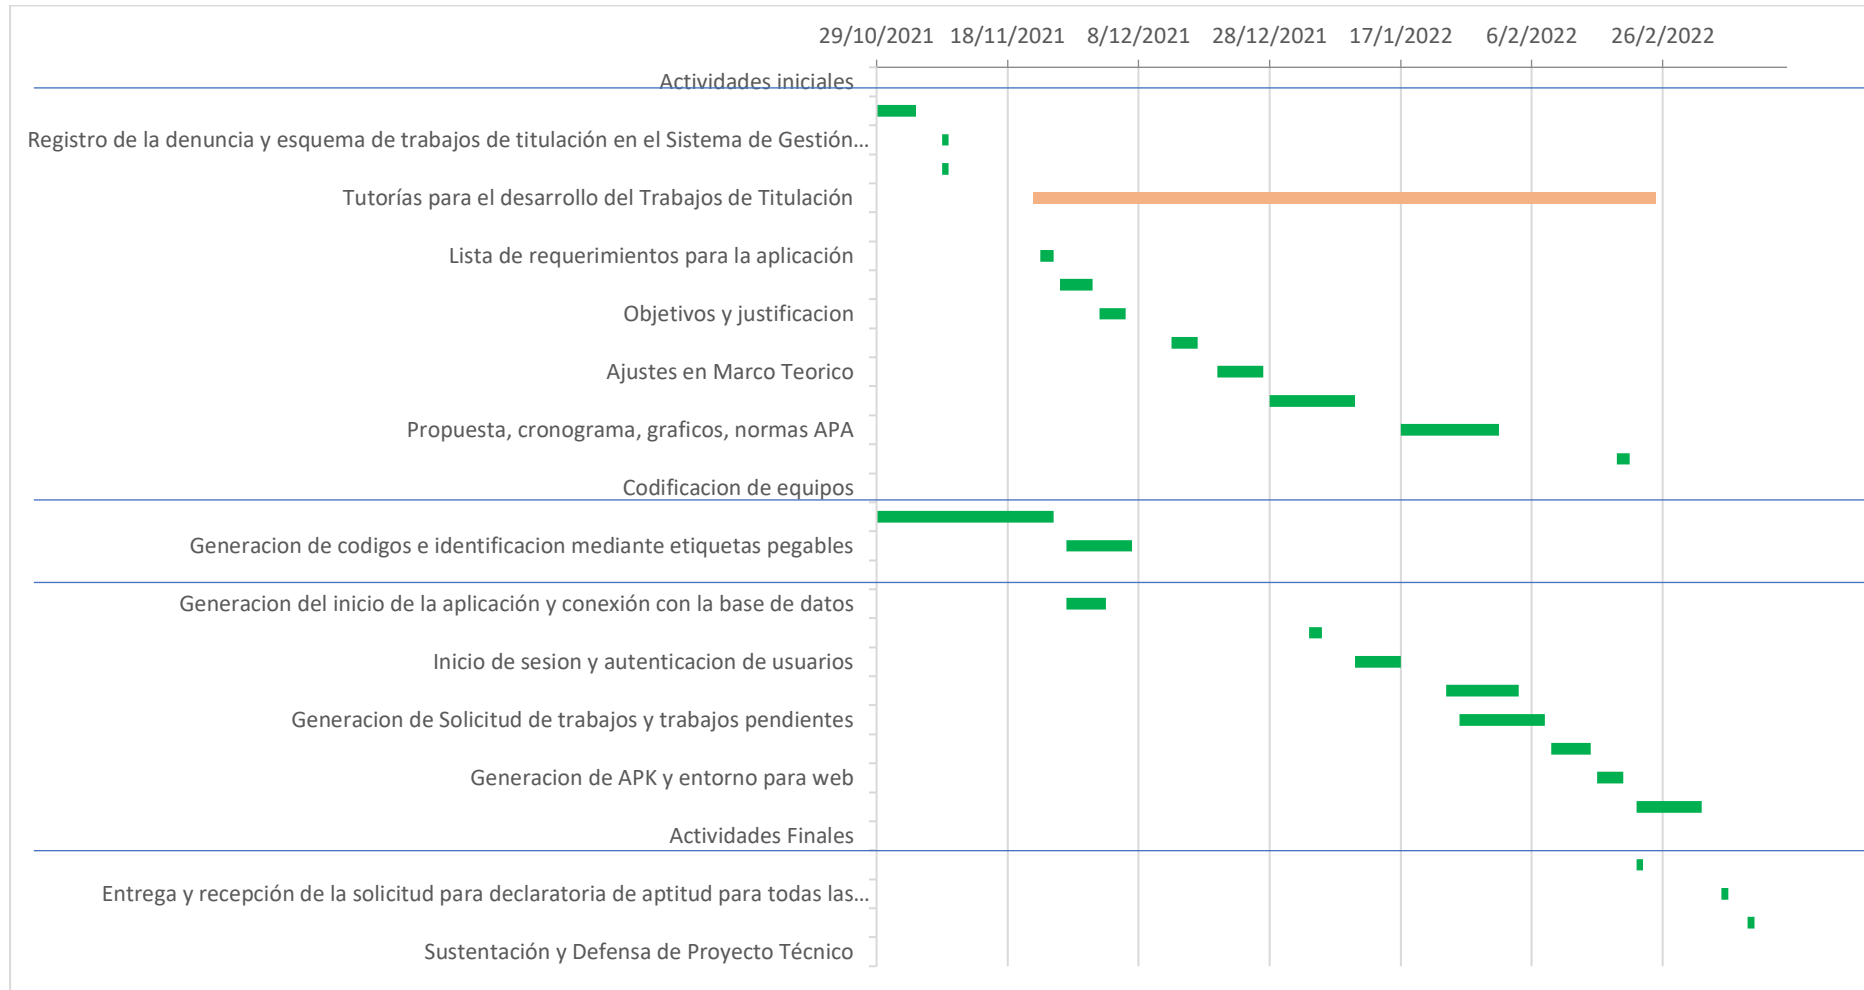 29/10/2021 18/11/2021 8/12/2021 28/12/2021 17/1/2022 6/2/2022 26/2/2022
Actividades iniciales
Registro de la denuncia y esquema de trabajos de titulación en el Sistema de Gestión...
Tutorías para el desarrollo del Trabajos de Titulación
Lista de requerimientos para la aplicación
Objetivos y justificacion
Ajustes en Marco Teorico
Propuesta, cronograma, graficos, normas APA
Codificacion de equipos
Generacion de codigos e identificacion mediante etiquetas pegables
Generacion del inicio de la aplicación y conexión con la base de datos
Inicio de sesion y autenticacion de usuarios
Generacion de Solicitud de trabajos y trabajos pendientes
Generacion de APK y entorno para web
Actividades Finales
Entrega y recepción de la solicitud para declaratoria de aptitud para todas las...
Sustentación y Defensa de Proyecto Técnico